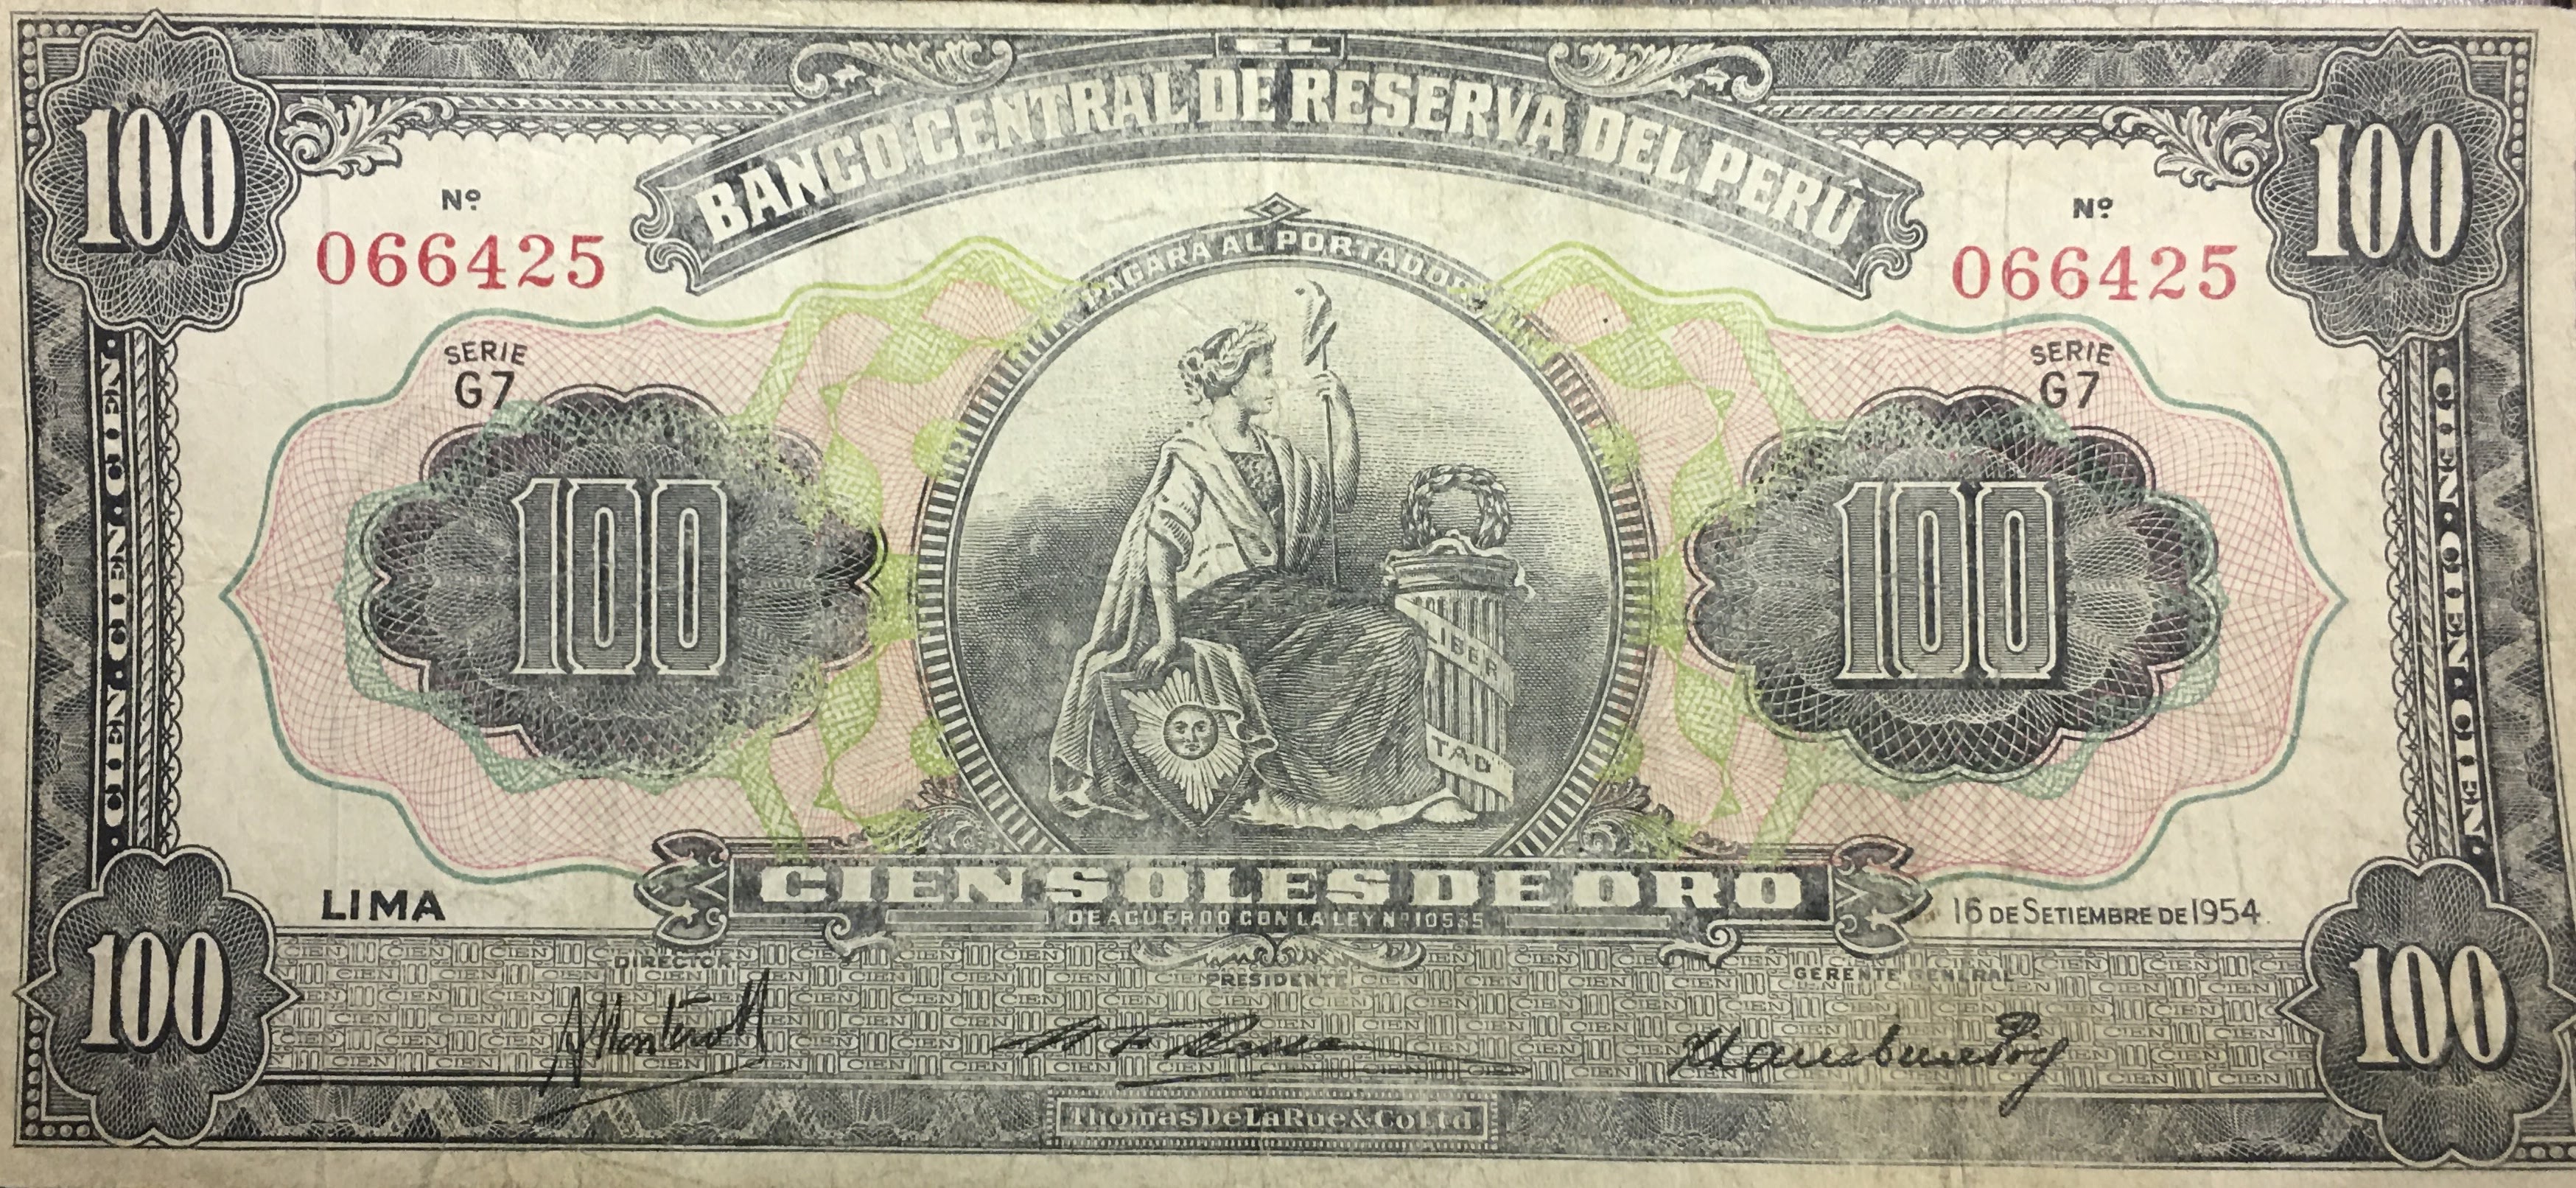 EL
BANCO CENTRAL DE RESERVA DEL PERÚ
100
100
Nº
066425
Nº
066425
PAGARÁ AL PORTADOR
SERIE
G7
SERIE
G7
100
100
CIEN·CIEN·CIEN·CIEN
CIEN·CIEN·CIEN·CIEN
LIBER
TAD
CIEN SOLES DE ORO
DE ACUERDO CON LA LEY Nº 10535
LIMA
16 DE SETIEMBRE DE 1954.
100
100
DIRECTOR
PRESIDENTE
GERENTE GENERAL
Thomas De La Rue & Co Ltd